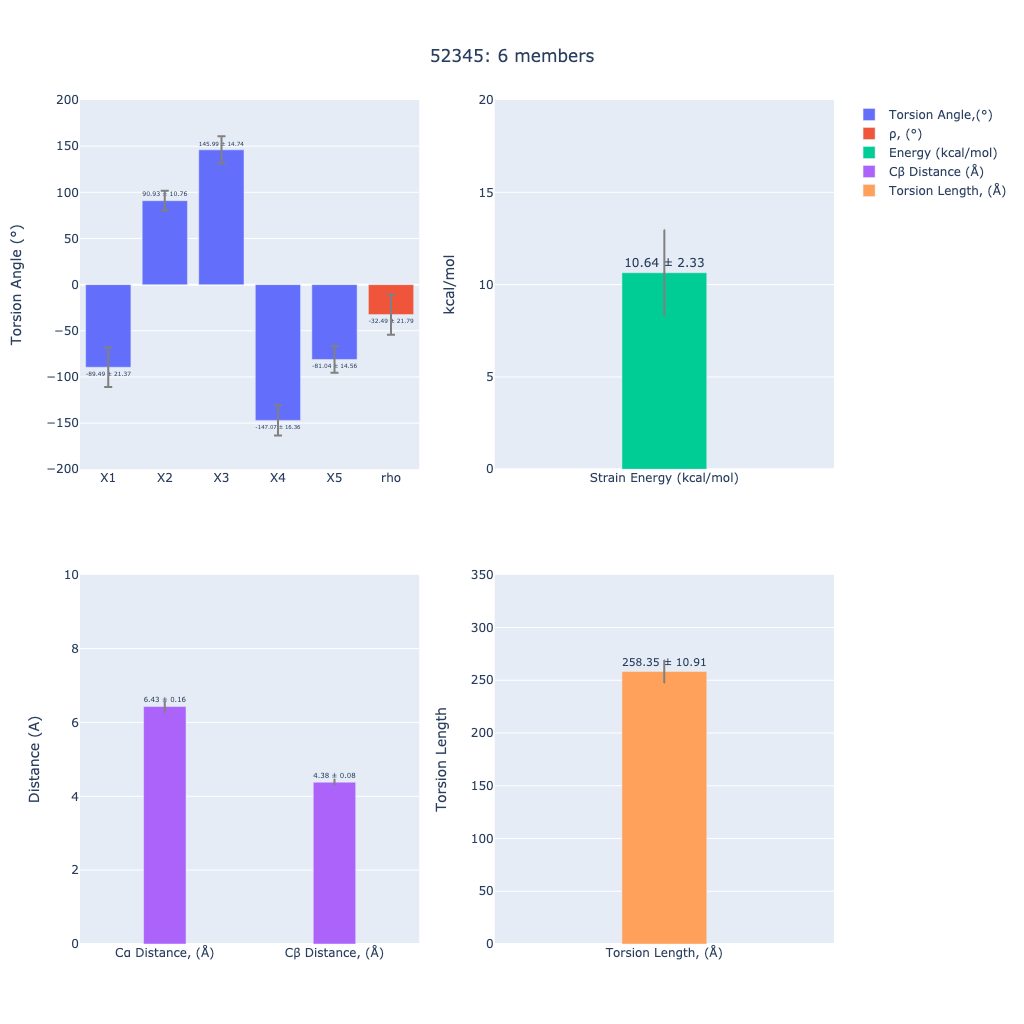 52345: 6 members
Torsion Angle (°)
200
150
100
50
0
−50
−100
−150
−200
-89.49 ± 21.37
90.93 ± 10.76
145.99 ± 14.74
-147.07 ± 16.36
-81.04 ± 14.56
-32.49 ± 21.79
X1 X2 X3 X4 X5 rho
kcal/mol
20
15
10
5
0
10.64 ± 2.33
Strain Energy (kcal/mol)
Torsion Angle,(°)
ρ, (°)
Energy (kcal/mol)
Cβ Distance (Å)
Torsion Length, (Å)
Distance (A)
10
8
6
4
2
0
6.43 ± 0.16
4.38 ± 0.08
Cα Distance, (Å) Cβ Distance, (Å)
Torsion Length
350
300
250
200
150
100
50
0
258.35 ± 10.91
Torsion Length, (Å)